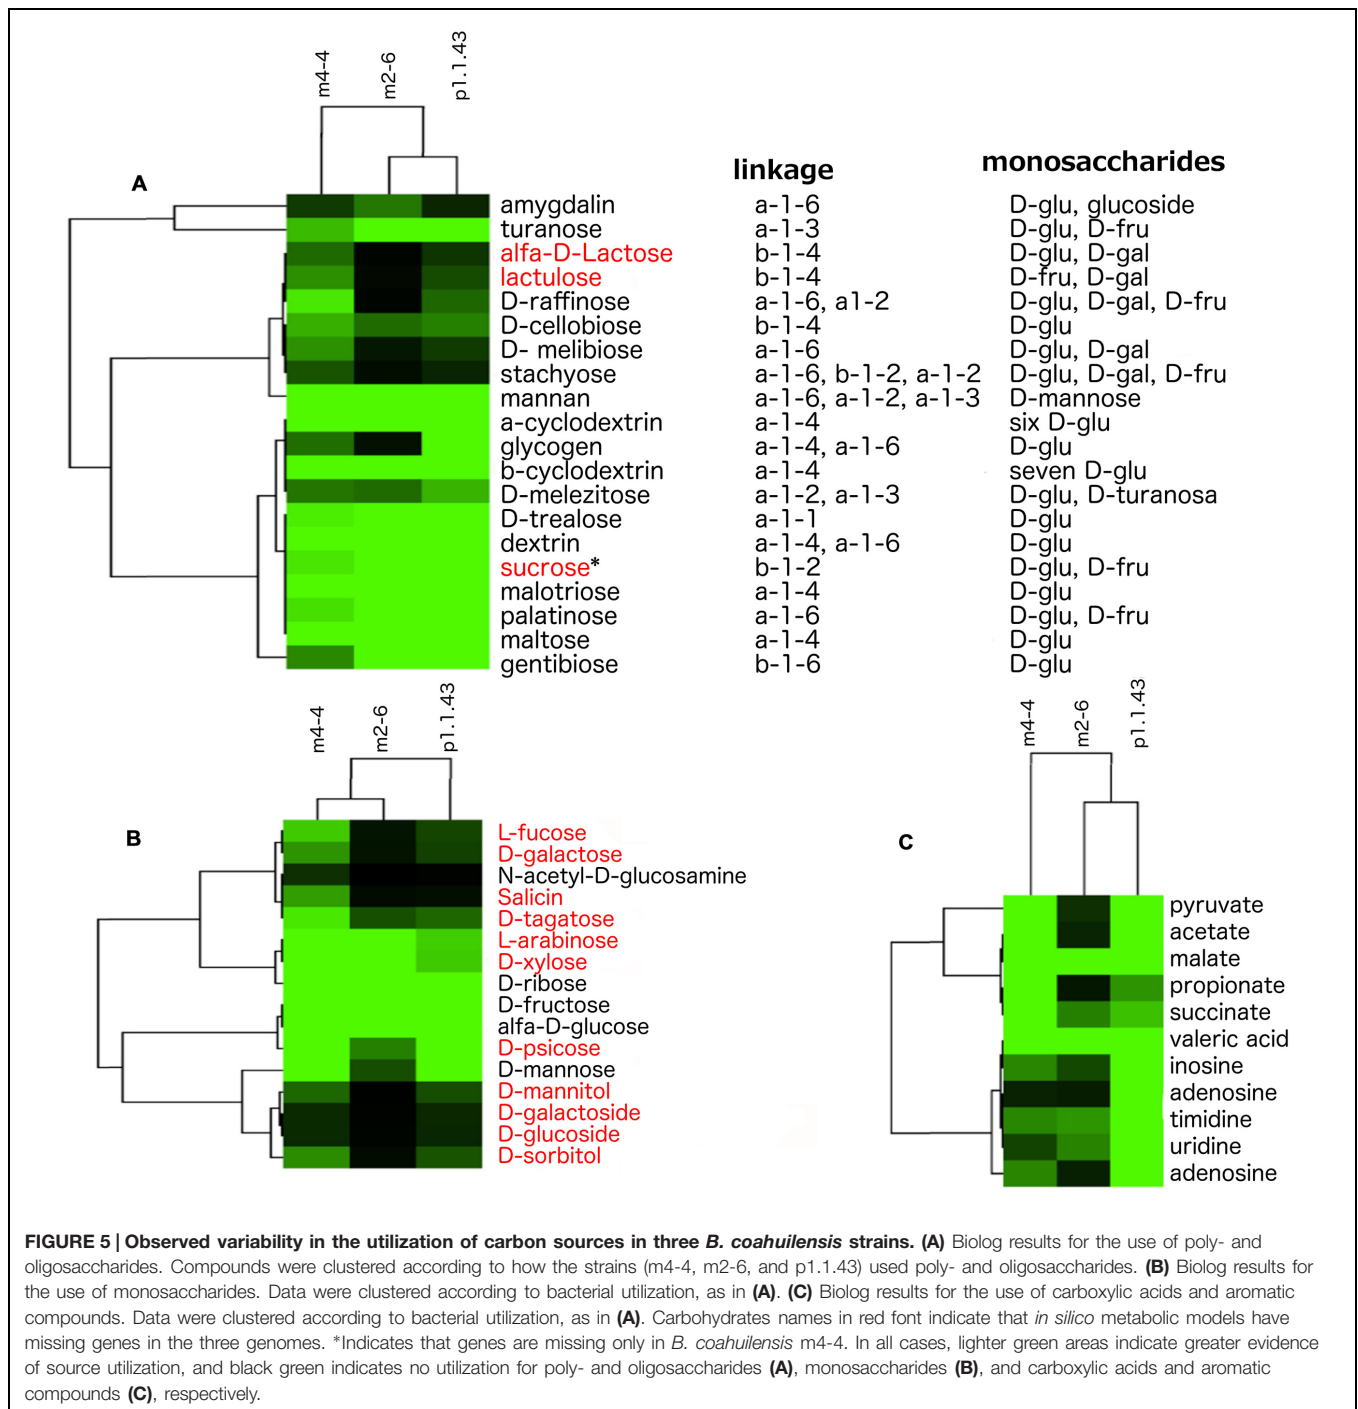 m4-4 m2-6 p1.1.43
linkage monosaccharides
A
amygdalin a-1-6 D-glu, glucoside
turanose a-1-3 D-glu, D-fru
alfa-D-Lactose b-1-4 D-glu, D-gal
lactulose b-1-4 D-fru, D-gal
D-raffinose a-1-6, a1-2 D-glu, D-gal, D-fru
D-cellobiose b-1-4 D-glu
D- melibiose a-1-6 D-glu, D-gal
stachyose a-1-6, b-1-2, a-1-2 D-glu, D-gal, D-fru
mannan a-1-6, a-1-2, a-1-3 D-mannose
a-cyclodextrin a-1-4 six D-glu
glycogen a-1-4, a-1-6 D-glu
b-cyclodextrin a-1-4 seven D-glu
D-melezitose a-1-2, a-1-3 D-glu, D-turanosa
D-trealose a-1-1 D-glu
dextrin a-1-4, a-1-6 D-glu
sucrose* b-1-2 D-glu, D-fru
malotriose a-1-4 D-glu
palatinose a-1-6 D-glu, D-fru
maltose a-1-4 D-glu
gentibiose b-1-6 D-glu
m4-4 m2-6 p1.1.43
B
L-fucose
D-galactose
N-acetyl-D-glucosamine
Salicin
D-tagatose
L-arabinose
D-xylose
D-ribose
D-fructose
alfa-D-glucose
D-psicose
D-mannose
D-mannitol
D-galactoside
D-glucoside
D-sorbitol
m4-4 m2-6 p1.1.43
C
pyruvate
acetate
malate
propionate
succinate
valeric acid
inosine
adenosine
timidine
uridine
adenosine
FIGURE 5 | Observed variability in the utilization of carbon sources in three B. coahuilensis strains. (A) Biolog results for the use of poly- and
oligosaccharides. Compounds were clustered according to how the strains (m4-4, m2-6, and p1.1.43) used poly- and oligosaccharides. (B) Biolog results for
the use of monosaccharides. Data were clustered according to bacterial utilization, as in (A). (C) Biolog results for the use of carboxylic acids and aromatic
compounds. Data were clustered according to bacterial utilization, as in (A). Carbohydrates names in red font indicate that in silico metabolic models have
missing genes in the three genomes. *Indicates that genes are missing only in B. coahuilensis m4-4. In all cases, lighter green areas indicate greater evidence
of source utilization, and black green indicates no utilization for poly- and oligosaccharides (A), monosaccharides (B), and carboxylic acids and aromatic
compounds (C), respectively.